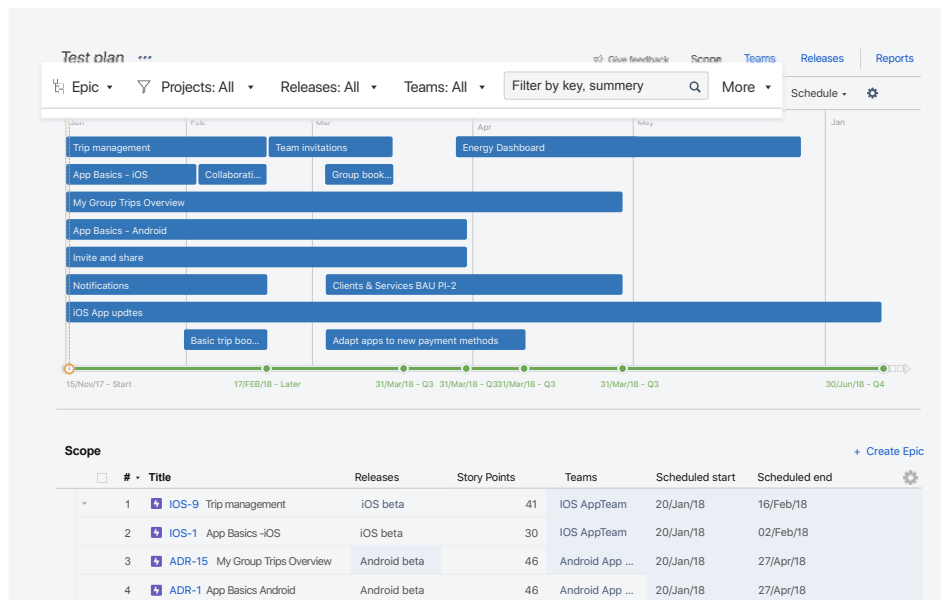 Test plan ...
Give feedback Scope Teams Releases Reports
Epic Projects: All Releases: All Teams: All Filter by key, summery More
Schedule
Jan Feb Mar Apr May Jan
Trip management Team invitations Energy Dashboard
App Basics - iOS Collaborati... Group book...
My Group Trips Overview
App Basics - Android
Invite and share
Notifications Clients & Services BAU PI-2
iOS App updtes
Basic trip boo... Adapt apps to new payment methods
15/Nov/17 - Start 17/FEB/18 - Later 31/Mar/18 - Q3 31/Mar/18 - Q3 31/Mar/18 - Q3 31/Mar/18 - Q3 30/Jun/18 - Q4
Scope
+ Create Epic
# Title Releases Story Points Teams Scheduled start Scheduled end
1 IOS-9 Trip management iOS beta 41 IOS AppTeam 20/Jan/18 16/Feb/18
2 IOS-1 App Basics -iOS iOS beta 30 IOS AppTeam 20/Jan/18 02/Feb/18
3 ADR-15 My Group Trips Overview Android beta 46 Android App ... 20/Jan/18 27/Apr/18
4 ADR-1 App Basics Android Android beta 46 Android App ... 20/Jan/18 27/Apr/18